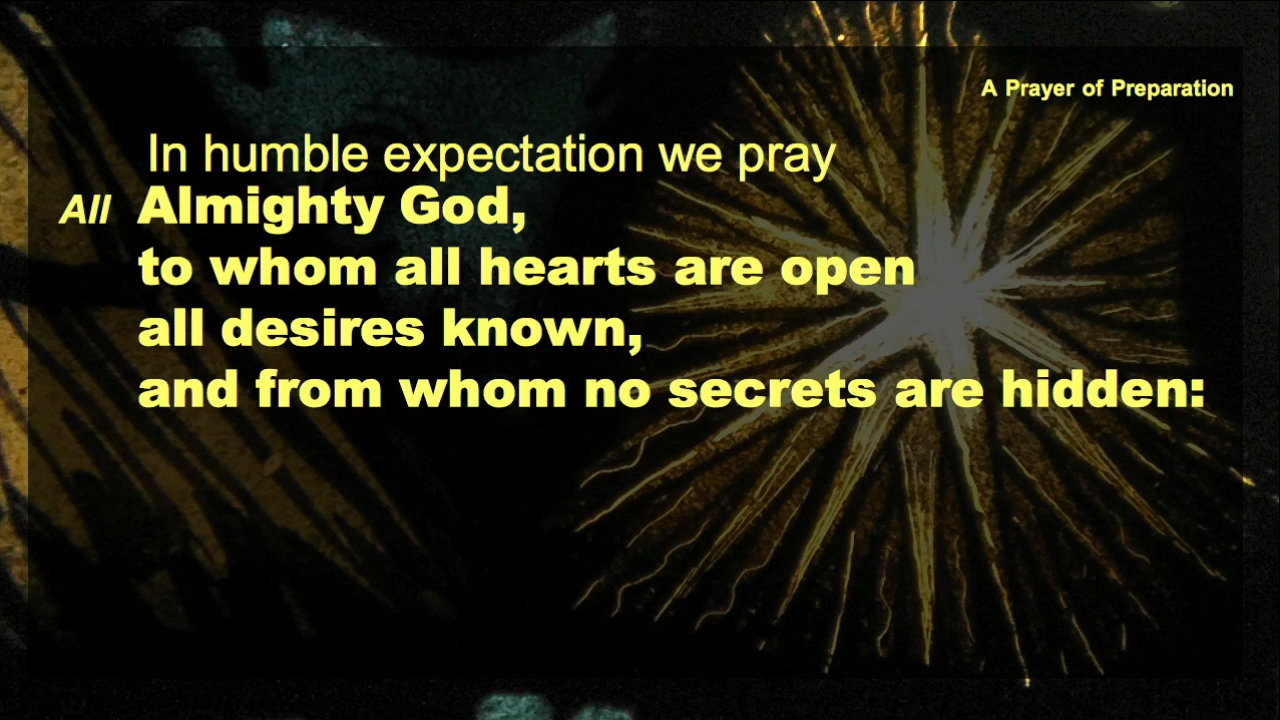 A Prayer of Preparation
In humble expectation we pray
All Almighty God,
to whom all hearts are open
all desires known,
and from whom no secrets are hidden: